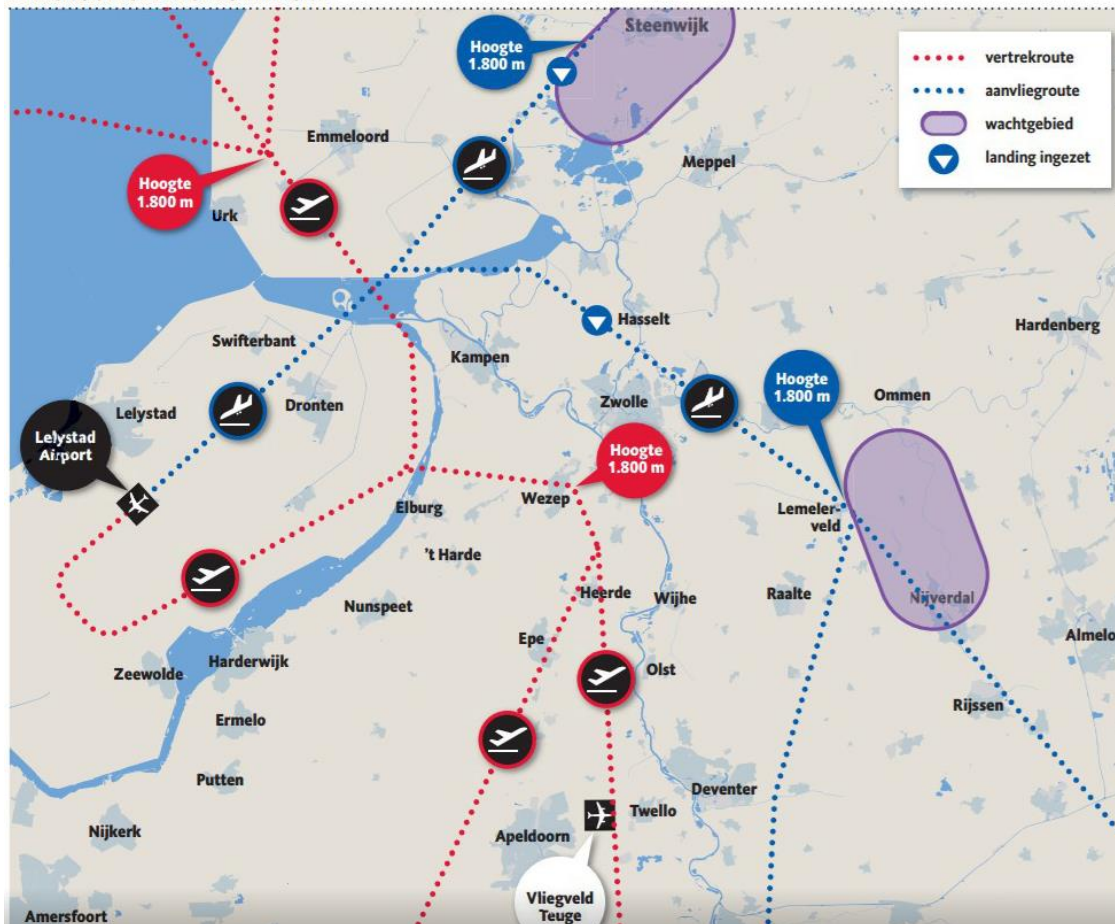 Steenwijk
Hoogte
1.800 m
vertrekroute
aanvliegroute
wachtgebied
landing ingezet
Emmeloord
Meppel
Hoogte
1.800 m
Urk
Hasselt
Hardenberg
Swifterbant
Kampen
Hoogte
1.800 m
Ommen
Lelystad
Dronten
Zwolle
Lelystad
Airport
Hoogte
1.800 m
Wezep
Elburg
Lemeler-
veld
't Harde
Nunspeet
Heerde
Wijhe
Raalte
Nijverdal
Epe
Almelo
Harderwijk
Zeewolde
Olst
Rijssen
Ermelo
Putten
Deventer
Twello
Nijkerk
Apeldoorn
Vliegveld
Teuge
Amersfoort